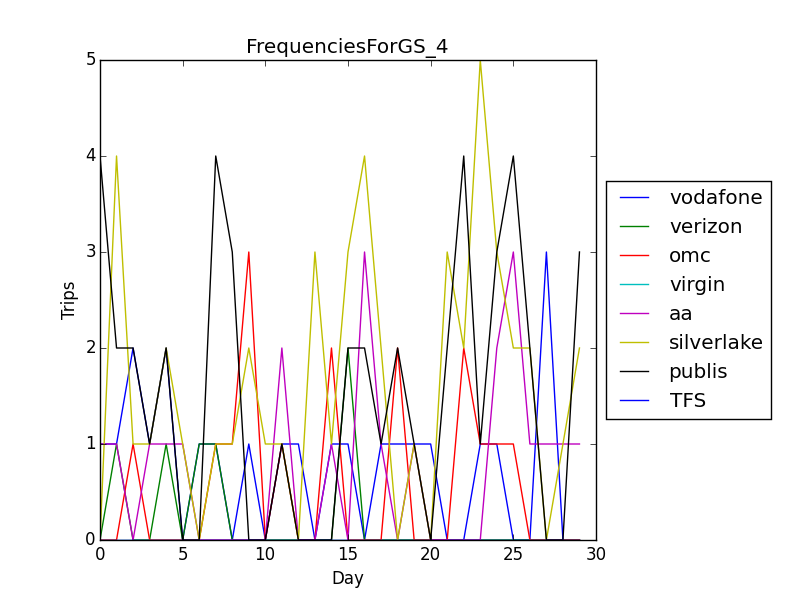 FrequenciesForGS_4
5
4
3
2
1
0
0 5 10 15 20 25 30
Trips
Day
vodafone
verizon
omc
virgin
aa
silverlake
publis
TFS